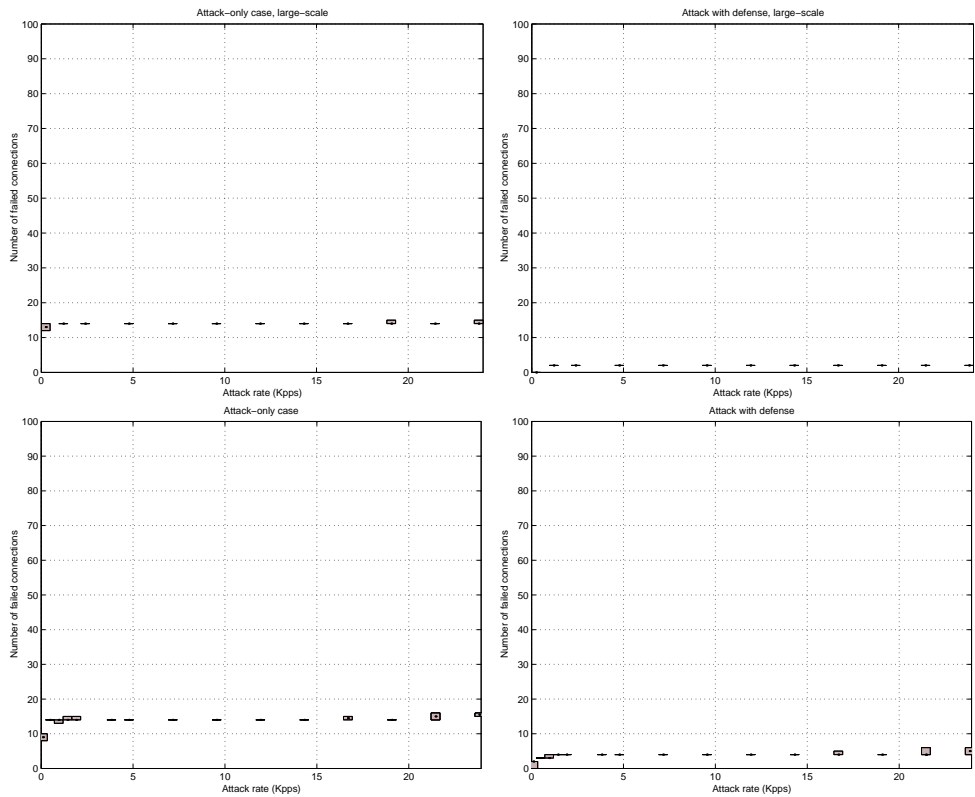 Attack−only case, large−scale
100
90
80
70
60
50
40
30
20
10
0
Number of failed connections
0 5 10 15 20
Attack rate (Kpps)
Attack with defense, large−scale
100
90
80
70
60
50
40
30
20
10
0
Number of failed connections
0 5 10 15 20
Attack rate (Kpps)
Attack−only case
100
90
80
70
60
50
40
30
20
10
0
Number of failed connections
0 5 10 15 20
Attack rate (Kpps)
Attack with defense
100
90
80
70
60
50
40
30
20
10
0
Number of failed connections
0 5 10 15 20
Attack rate (Kpps)